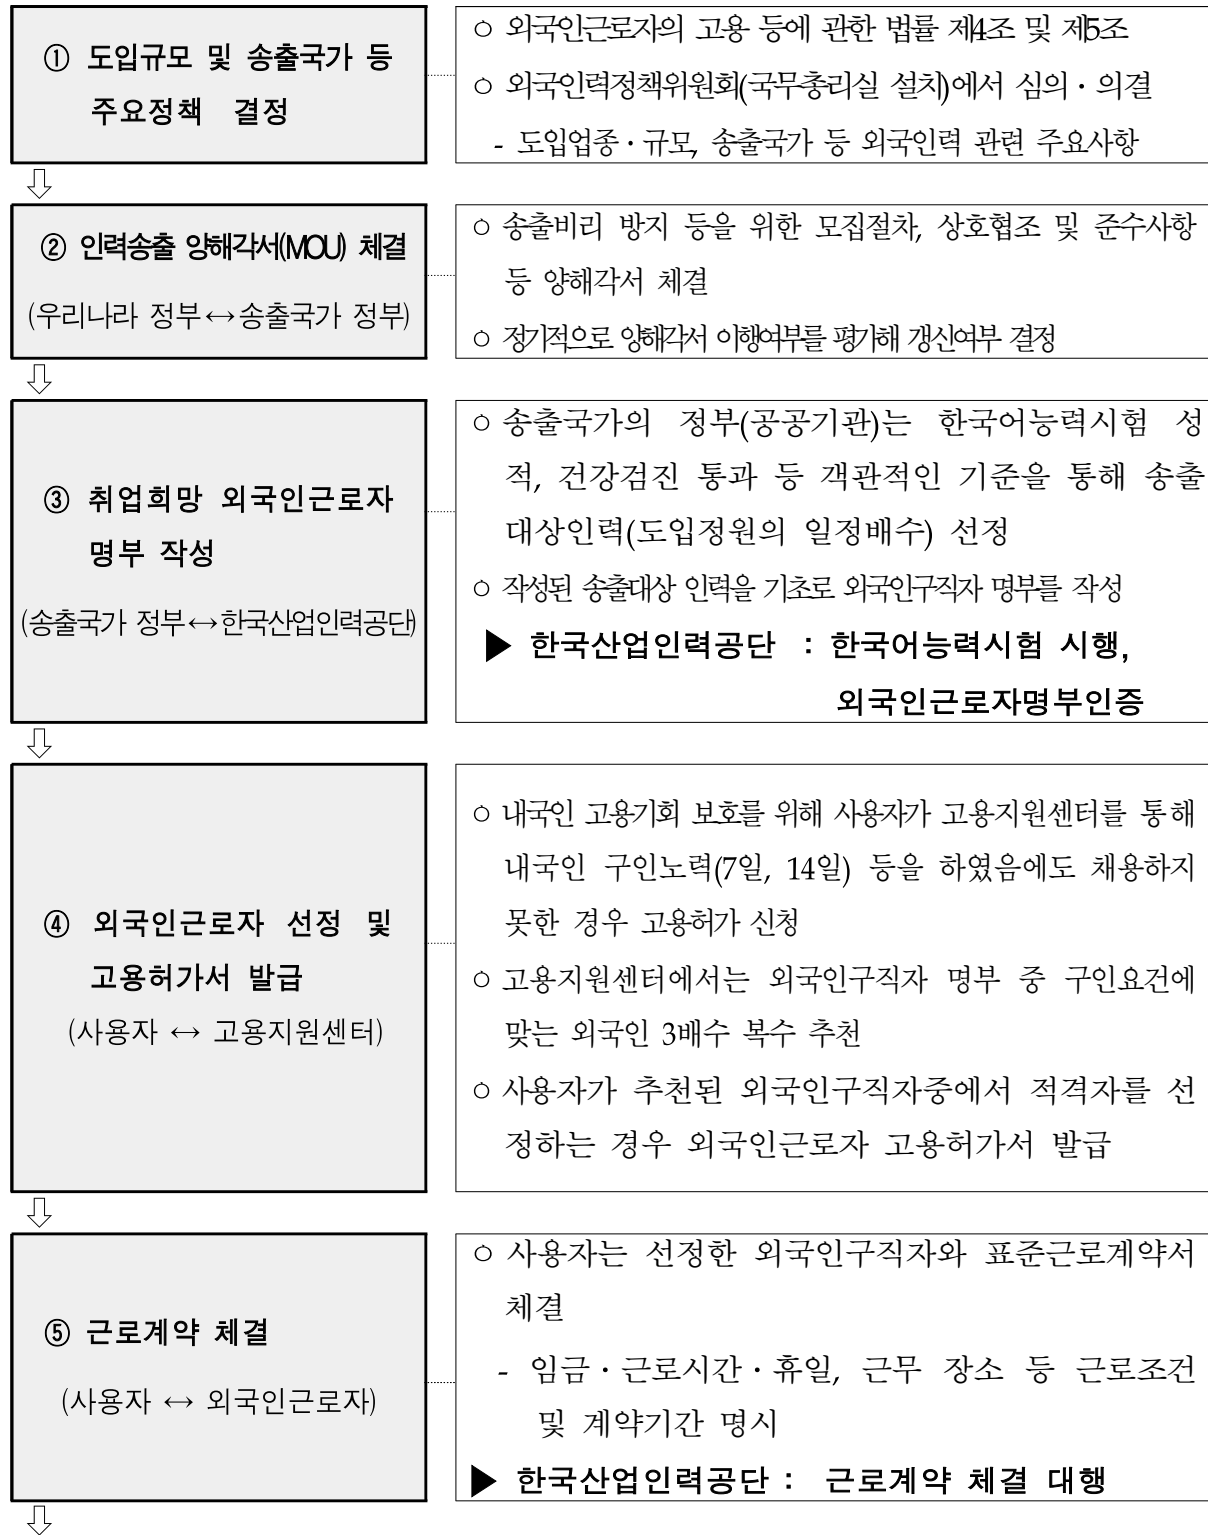 ① 도입규모 및 송출국가 등
주요정책 결정
○ 외국인근로자의 고용 등에 관한 법률 제4조 및 제5조
○ 외국인력정책위원회(국무총리실 설치)에서 심의・의결
- 도입업종・규모, 송출국가 등 외국인력 관련 주요사항
② 인력송출 양해각서(MOU) 체결
(우리나라 정부↔송출국가 정부)
○ 송출비리 방지 등을 위한 모집절차, 상호협조 및 준수사항
등 양해각서 체결
○ 정기적으로 양해각서 이행여부를 평가해 갱신여부 결정
③ 취업희망 외국인근로자
명부 작성
(송출국가 정부↔한국산업인력공단)
○ 송출국가의 정부(공공기관)는 한국어능력시험 성
적, 건강검진 통과 등 객관적인 기준을 통해 송출
대상인력(도입정원의 일정배수) 선정
○ 작성된 송출대상 인력을 기초로 외국인구직자 명부를 작성
▶ 한국산업인력공단 : 한국어능력시험 시행,
외국인근로자명부인증
④ 외국인근로자 선정 및
고용허가서 발급
(사용자 ↔ 고용지원센터)
○ 내국인 고용기회 보호를 위해 사용자가 고용지원센터를 통해
내국인 구인노력(7일, 14일) 등을 하였음에도 채용하지
못한 경우 고용허가 신청
○ 고용지원센터에서는 외국인구직자 명부 중 구인요건에
맞는 외국인 3배수 복수 추천
○ 사용자가 추천된 외국인구직자중에서 적격자를 선
정하는 경우 외국인근로자 고용허가서 발급
⑤ 근로계약 체결
(사용자 ↔ 외국인근로자)
○ 사용자는 선정한 외국인구직자와 표준근로계약서
체결
- 임금・근로시간・휴일, 근무 장소 등 근로조건
및 계약기간 명시
▶ 한국산업인력공단 : 근로계약 체결 대행